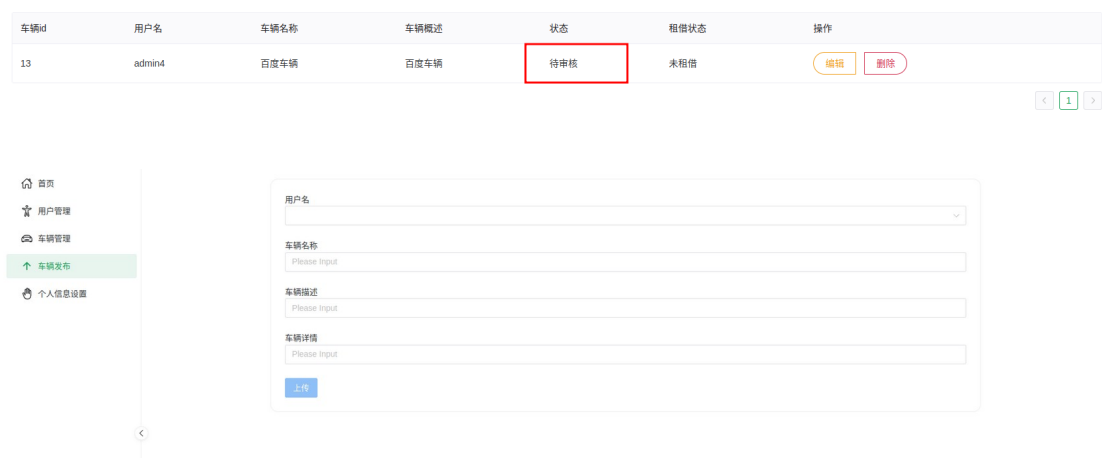 车辆id 用户名 车辆名称 车辆概述 状态 租借状态 操作
13 admin4 百度车辆 百度车辆 待审核 未租借 编辑 删除
1
首页
用户管理
车辆管理
车辆发布
个人信息设置
用户名
车辆名称
Please Input
车辆描述
Please Input
车辆详情
Please Input
上传